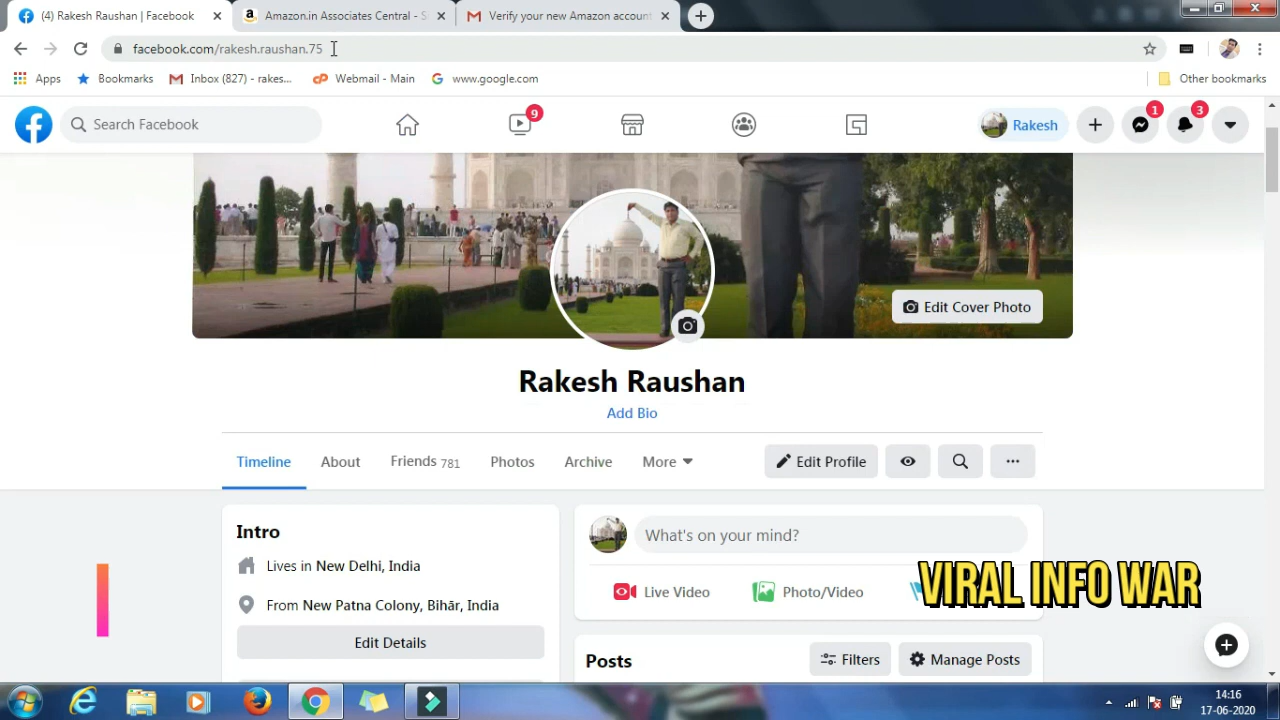 (4) Rakesh Raushan | Facebook
Amazon.in Associates Central - S
Verify your new Amazon account
facebook.com/rakesh.raushan.75
Apps
Bookmarks
Inbox (827) - rakes...
Webmail - Main
www.google.com
Other bookmarks
Search Facebook
9
Rakesh
1
3
Edit Cover Photo
Rakesh Raushan
Add Bio
Timeline
About
Friends 781
Photos
Archive
More
Edit Profile
Intro
Lives in New Delhi, India
From New Patna Colony, Bihār, India
Edit Details
What's on your mind?
Live Video
Photo/Video
VIRAL INFO WAR
Posts
Filters
Manage Posts
14:16
17-06-2020